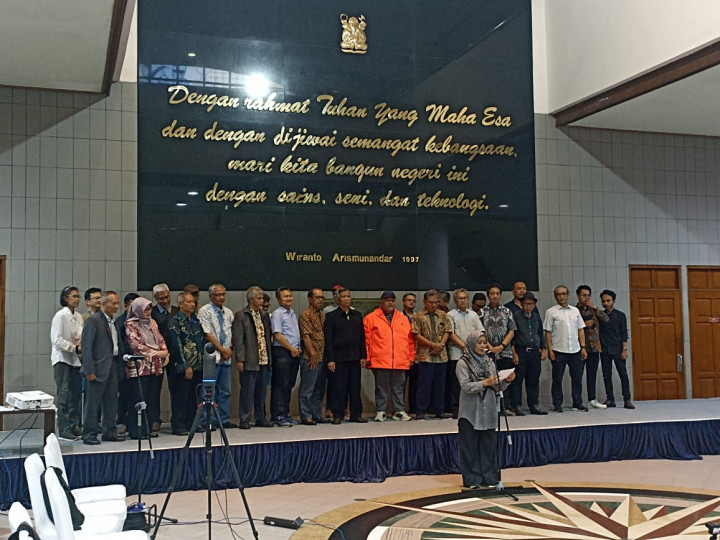 Dengan rahmat Tuhan Yang Maha Esa
dan dengan dijiwai semangat kebangsaan,
mari kita bangun negeri ini
dengan sains, seni, dan teknologi.
Wiranto Arismunandar 1997